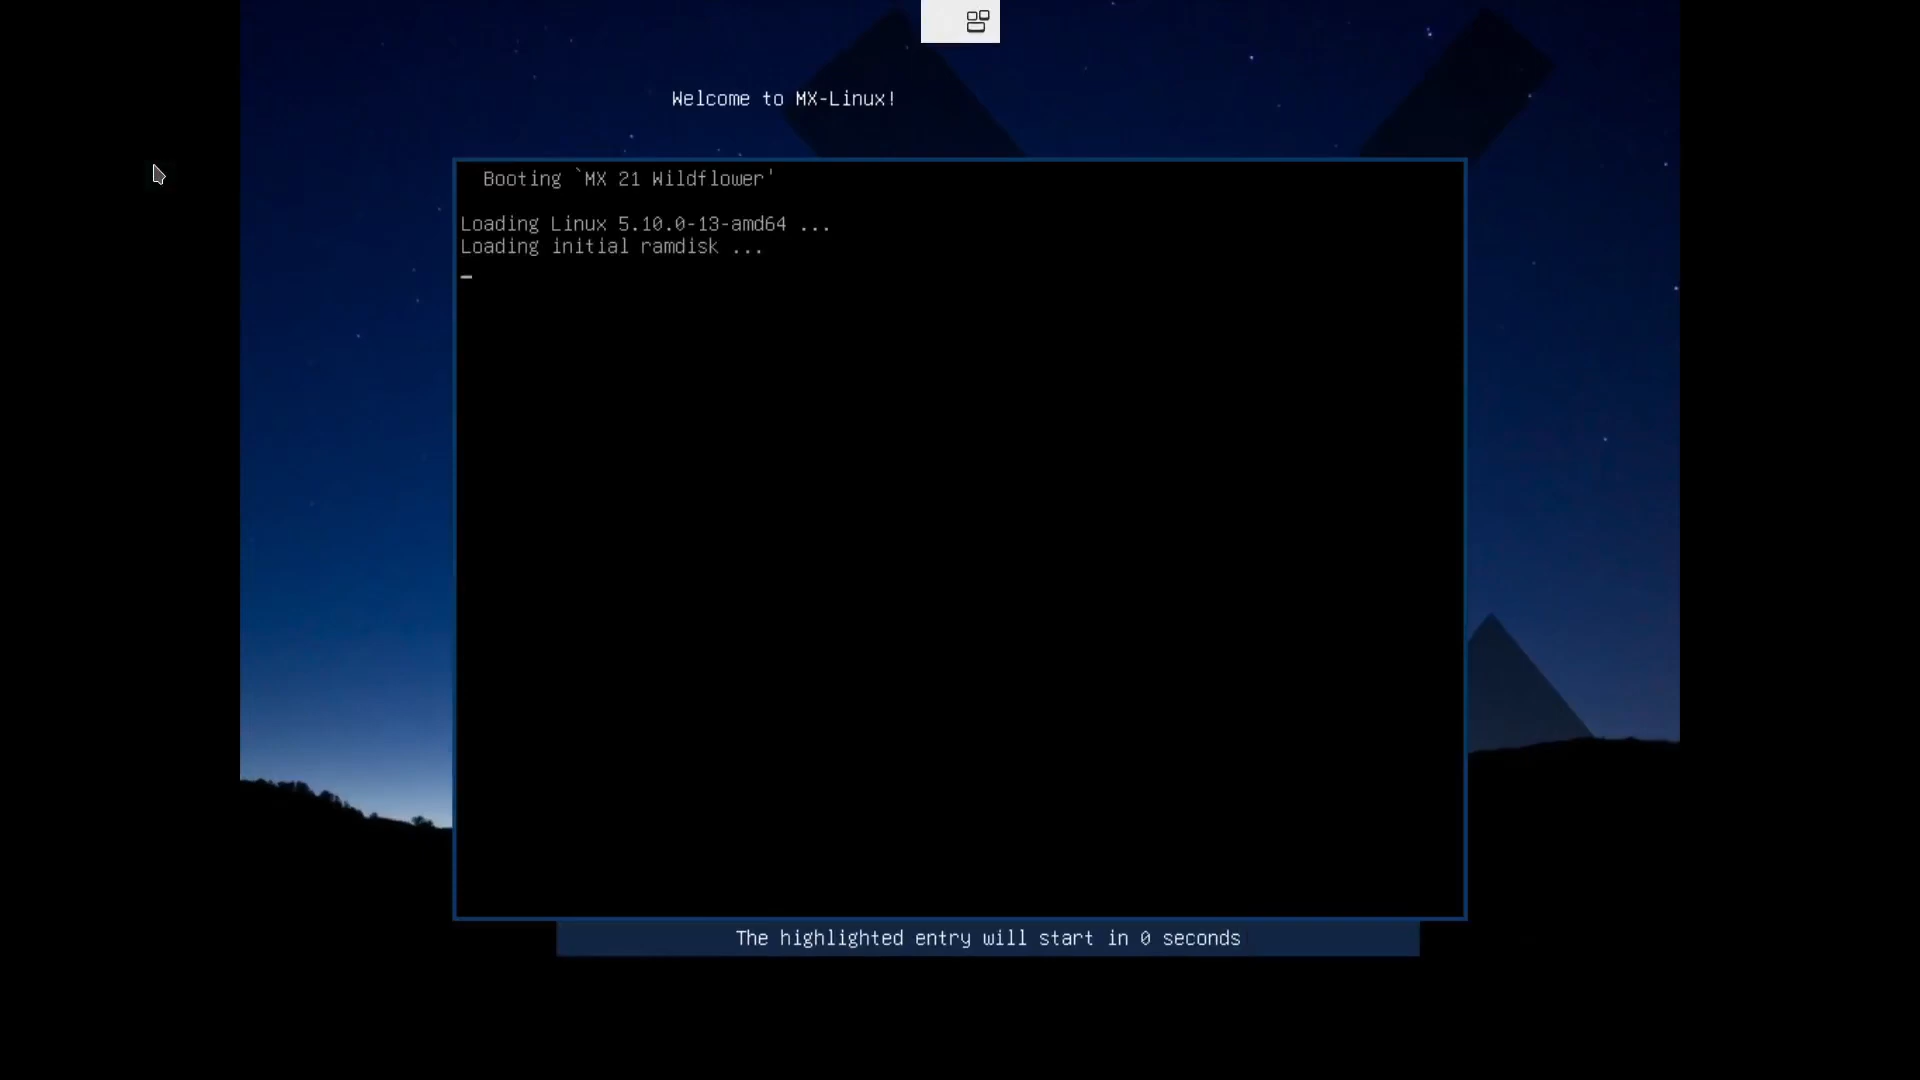 Welcome to MX-Linux!
Booting `MX 21 Wildflower'
Loading Linux 5.10.0-13-amd64 ...
Loading initial ramdisk ...
The highlighted entry will start in 0 seconds